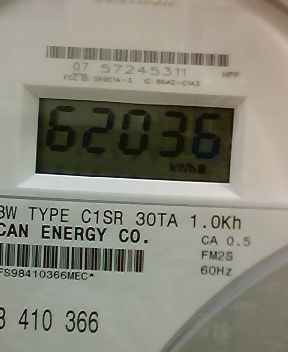 07 57245311
HPP
62036
kWh
3W TYPE C1SR 30TA 1.0Kh
CAN ENERGY CO.
CA 0.5
FM2S
60Hz
FS98410366MEC*
410 366